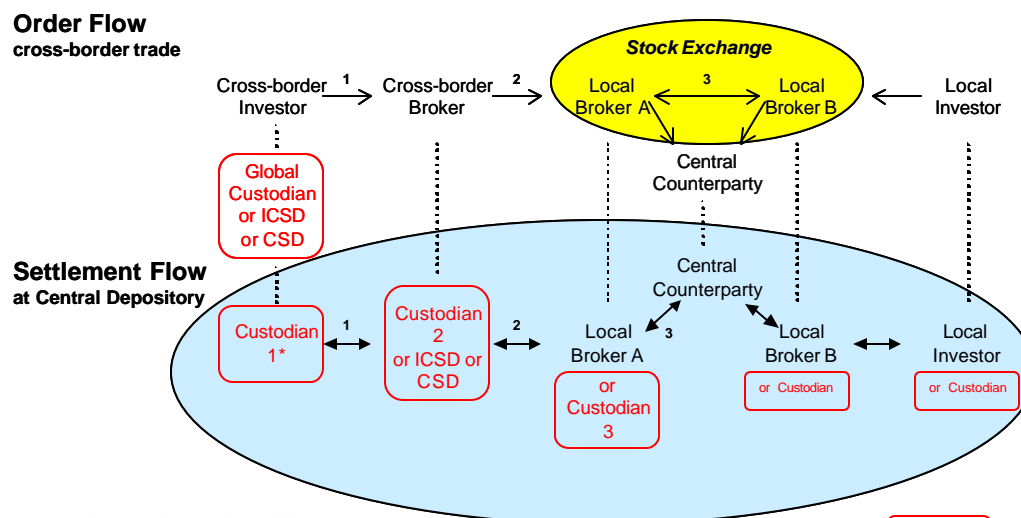 Order Flow
cross-border trade
Stock Exchange
Cross-border
Investor
1
Cross-border
Broker
2
Local
Broker A
3
Local
Broker B
Local
Investor
Central
Counterparty
Global
Custodian
or ICSD
or CSD
Settlement Flow
at Central Depository
Central
Counterparty
Custodian
1*
1
Custodian
2
or ICSD or
CSD
2
Local
Broker A
3
Local
Broker B
Local
Investor
or
Custodian
3
or Custodian
or Custodian